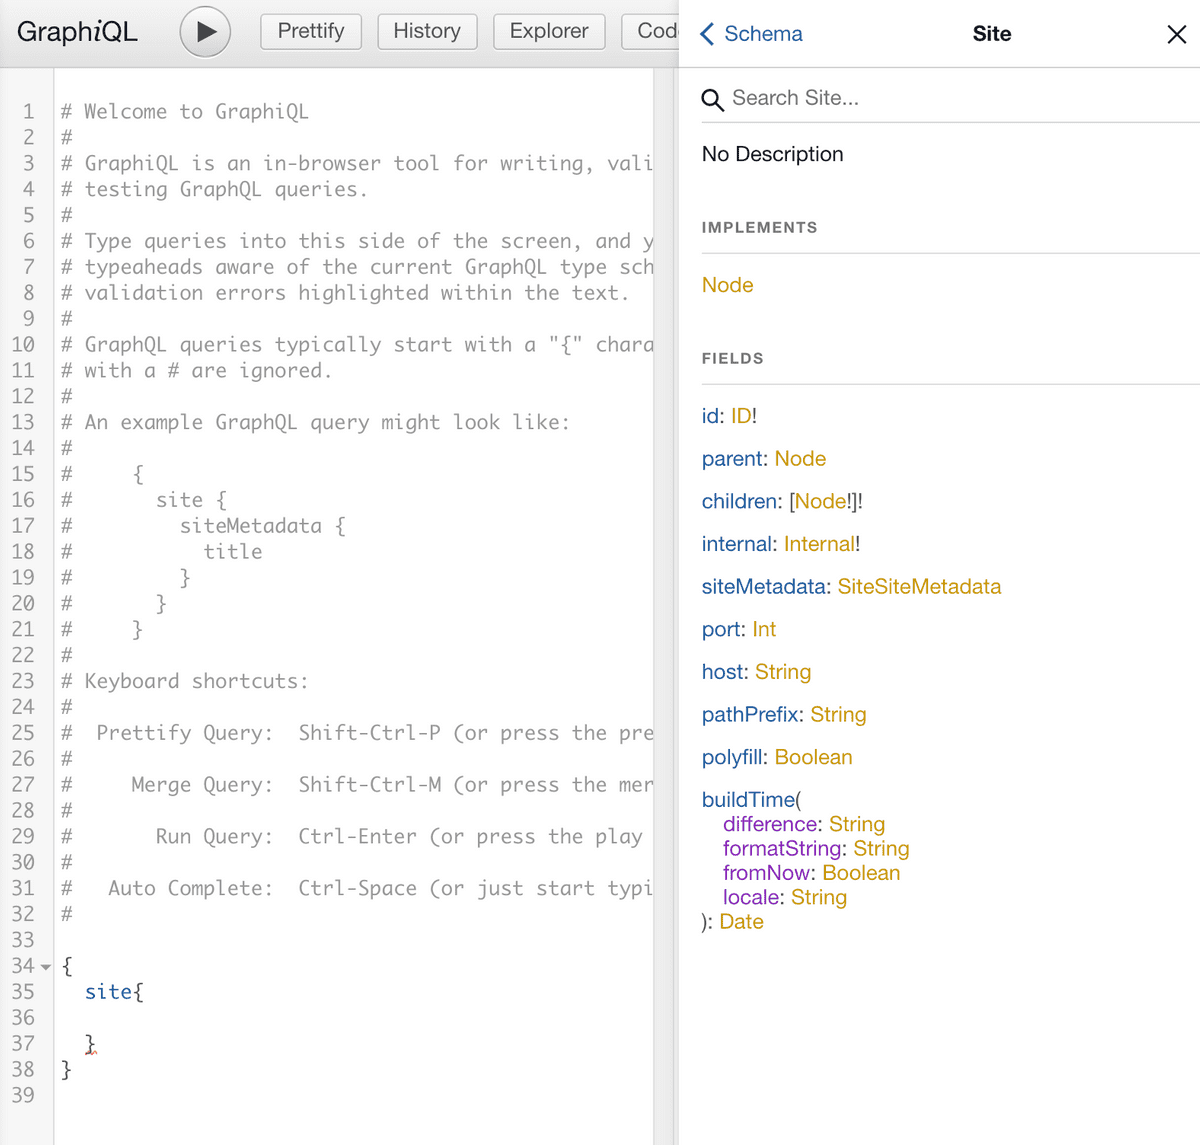 GraphiQL
Prettify
History
Explorer
Cod
1 # Welcome to GraphiQL
2 #
3 # GraphiQL is an in-browser tool for writing, vali
4 # testing GraphQL queries.
5 #
6 # Type queries into this side of the screen, and y
7 # typeaheads aware of the current GraphQL type sch
8 # validation errors highlighted within the text.
9 #
10 # GraphQL queries typically start with a "{" chara
11 # with a # are ignored.
12 #
13 # An example GraphQL query might look like:
14 #
15 #     {
16 #       site {
17 #         siteMetadata {
18 #           title
19 #         }
20 #       }
21 #     }
22 #
23 # Keyboard shortcuts:
24 #
25 #  Prettify Query:  Shift-Ctrl-P (or press the pre
26 #
27 #     Merge Query:  Shift-Ctrl-M (or press the mer
28 #
29 #       Run Query:  Ctrl-Enter (or press the play
30 #
31 #   Auto Complete:  Ctrl-Space (or just start typi
32 #
33
34 {
35   site{
36
37   }
38 }
39
Schema
Site
Search Site...
No Description
IMPLEMENTS
Node
FIELDS
id: ID!
parent: Node
children: [Node!]!
internal: Internal!
siteMetadata: SiteSiteMetadata
port: Int
host: String
pathPrefix: String
polyfill: Boolean
buildTime(
difference: String
formatString: String
fromNow: Boolean
locale: String
): Date